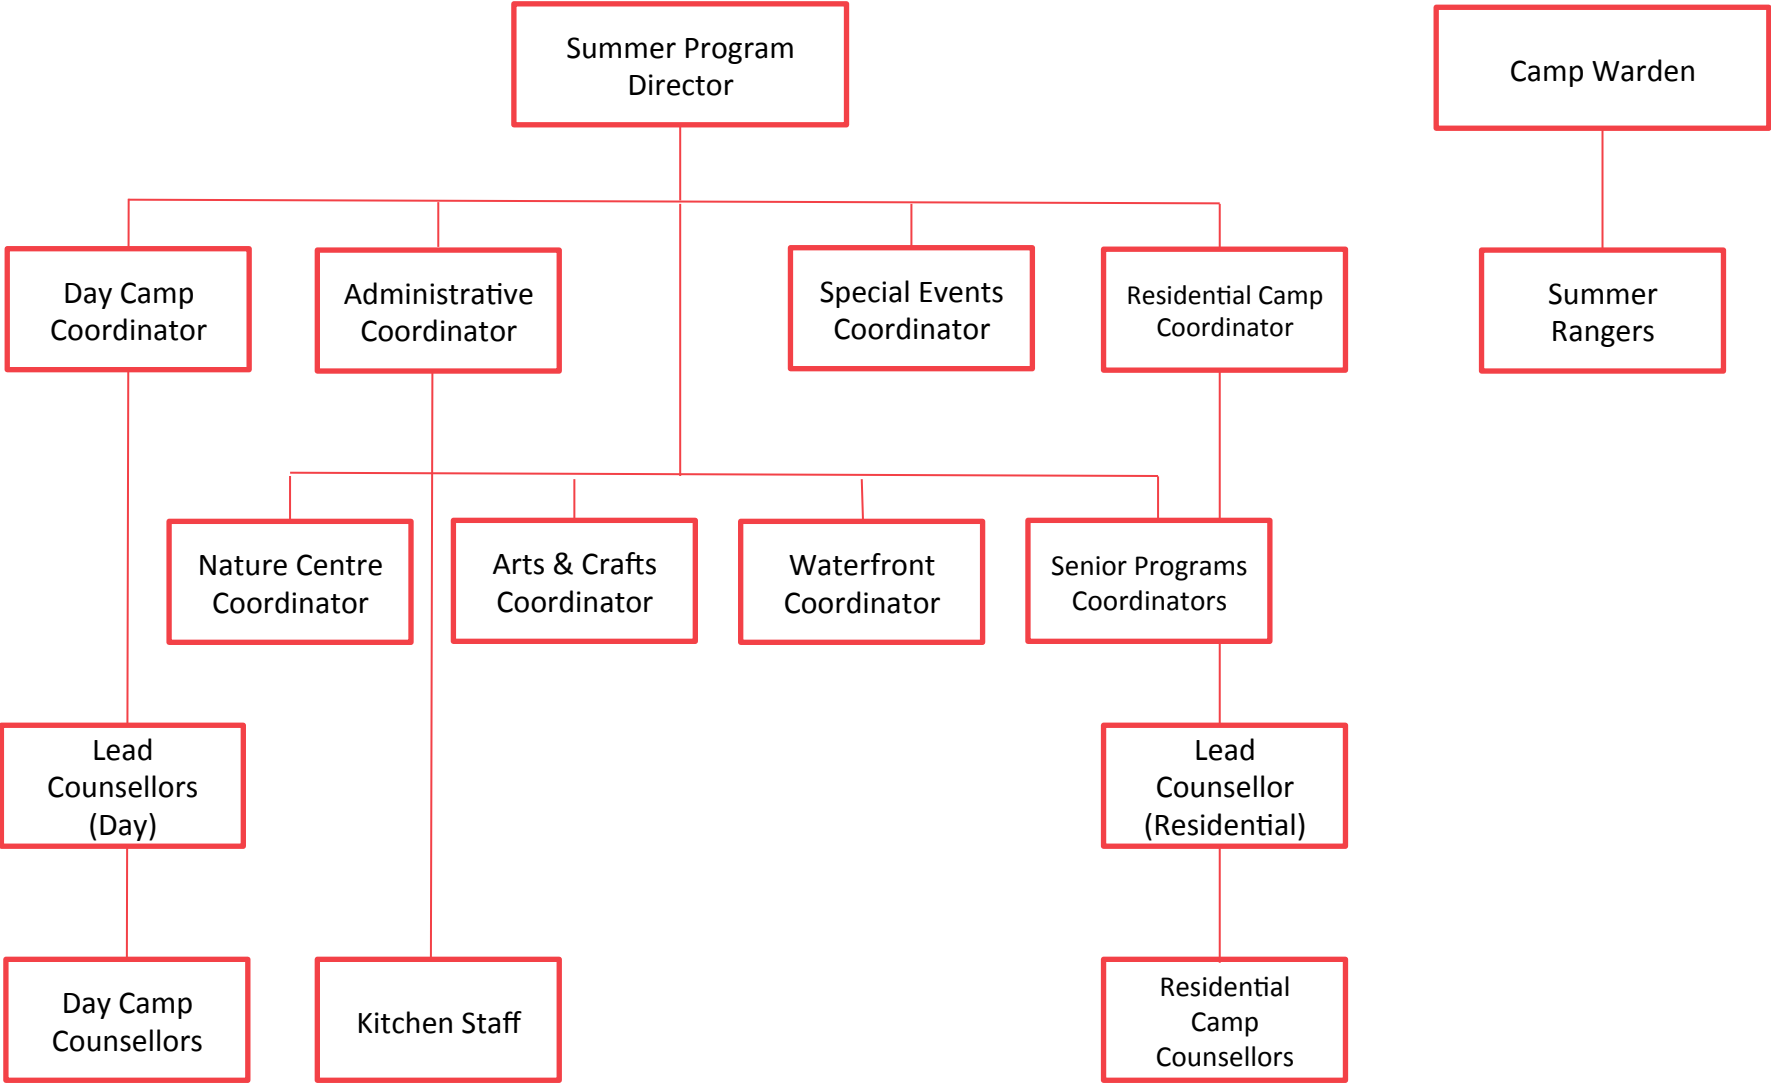 Summer Program
Director
Camp Warden
Day Camp
Coordinator
Administrative
Coordinator
Special Events
Coordinator
Residential Camp
Coordinator
Summer
Rangers
Nature Centre
Coordinator
Arts & Crafts
Coordinator
Waterfront
Coordinator
Senior Programs
Coordinators
Lead
Counsellors
(Day)
Lead
Counsellor
(Residential)
Day Camp
Counsellors
Kitchen Staff
Residential
Camp
Counsellors